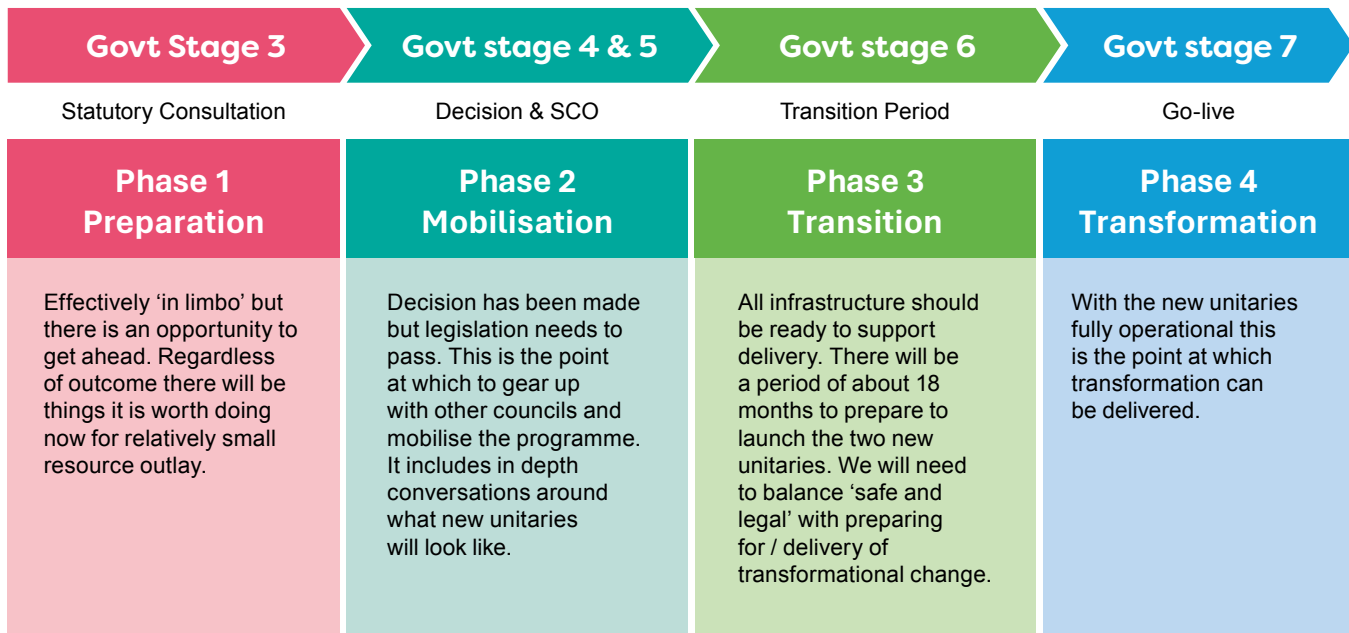 Govt Stage 3
Govt stage 4 & 5
Govt stage 6
Govt stage 7
Statutory Consultation
Decision & SCO
Transition Period
Go-live
Phase 1
Preparation
Phase 2
Mobilisation
Phase 3
Transition
Phase 4
Transformation
Effectively ‘in limbo’ but
there is an opportunity to
get ahead. Regardless
of outcome there will be
things it is worth doing
now for relatively small
resource outlay.
Decision has been made
but legislation needs to
pass. This is the point
at which to gear up
with other councils and
mobilise the programme.
It includes in depth
conversations around
what new unitaries
will look like.
All infrastructure should
be ready to support
delivery. There will be
a period of about 18
months to prepare to
launch the two new
unitaries. We will need
to balance ‘safe and
legal’ with preparing
for / delivery of
transformational change.
With the new unitaries
fully operational this
is the point at which
transformation can
be delivered.